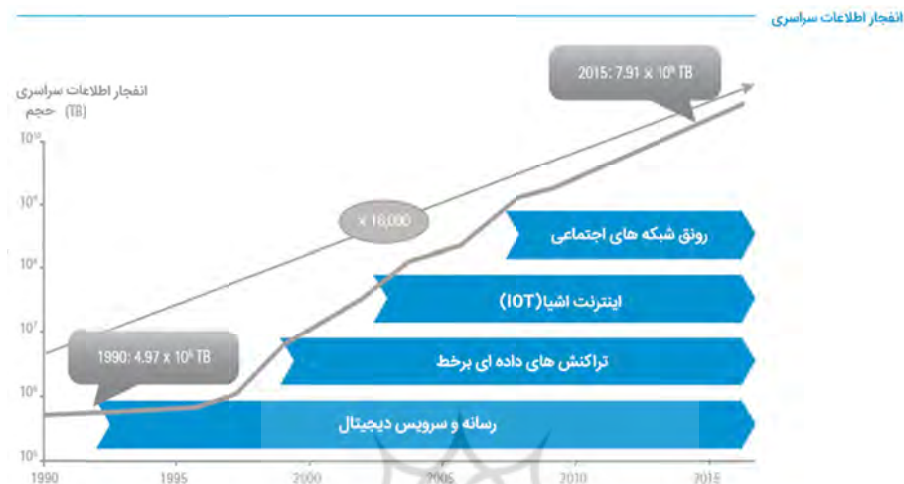 انفجار اطلاعات سراسری
2015: 7.91 x 10⁹ TB
انفجار اطلاعات سراسری
حجم (TB)
10¹⁰
10⁹
10⁸
10⁷
10⁶
10⁵
x 16,000
رونق شبکه های اجتماعی
اینترنت اشیا(IOT)
1990: 4.97 x 10⁵ TB
تراکنش های داده ای برخط
رسانه و سرویس دیجیتال
1990
1995
2000
2005
2010
2015